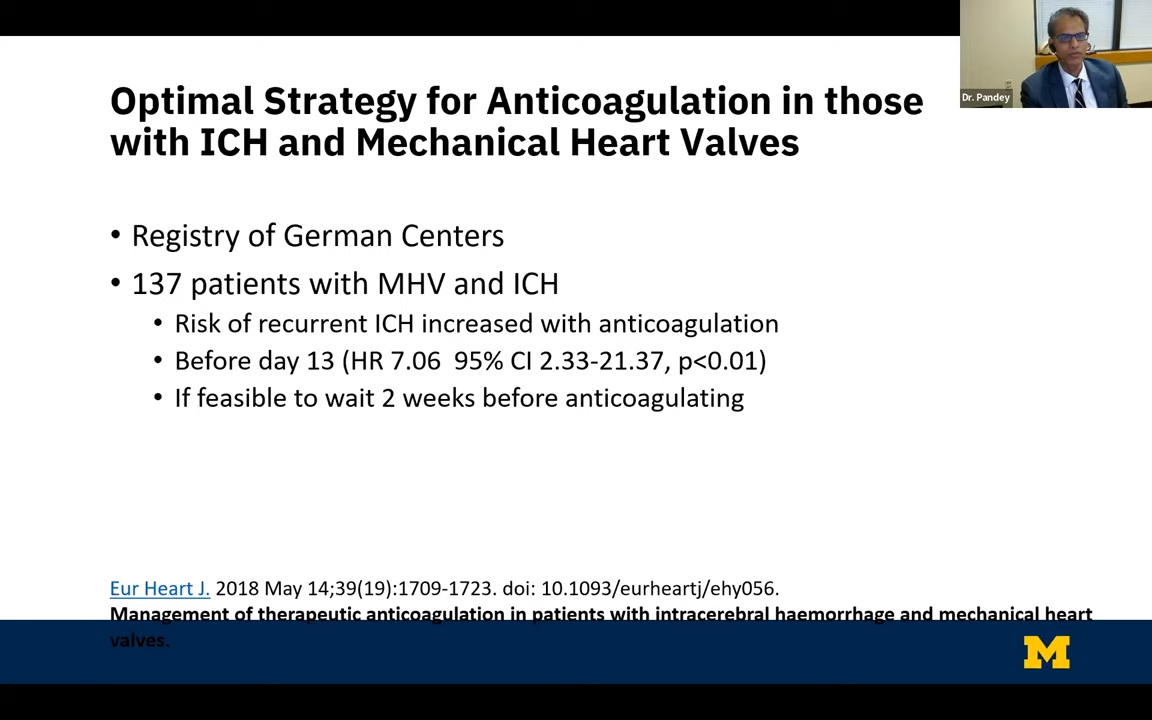 Optimal Strategy for Anticoagulation in those
with ICH and Mechanical Heart Valves
Dr. Pandey
• Registry of German Centers
• 137 patients with MHV and ICH
• Risk of recurrent ICH increased with anticoagulation
• Before day 13 (HR 7.06 95% CI 2.33-21.37, p<0.01)
• If feasible to wait 2 weeks before anticoagulating
Eur Heart J. 2018 May 14;39(19):1709-1723. doi: 10.1093/eurheartj/ehy056.
Management of therapeutic anticoagulation in patients with intracerebral haemorrhage and mechanical heart
valves.
M